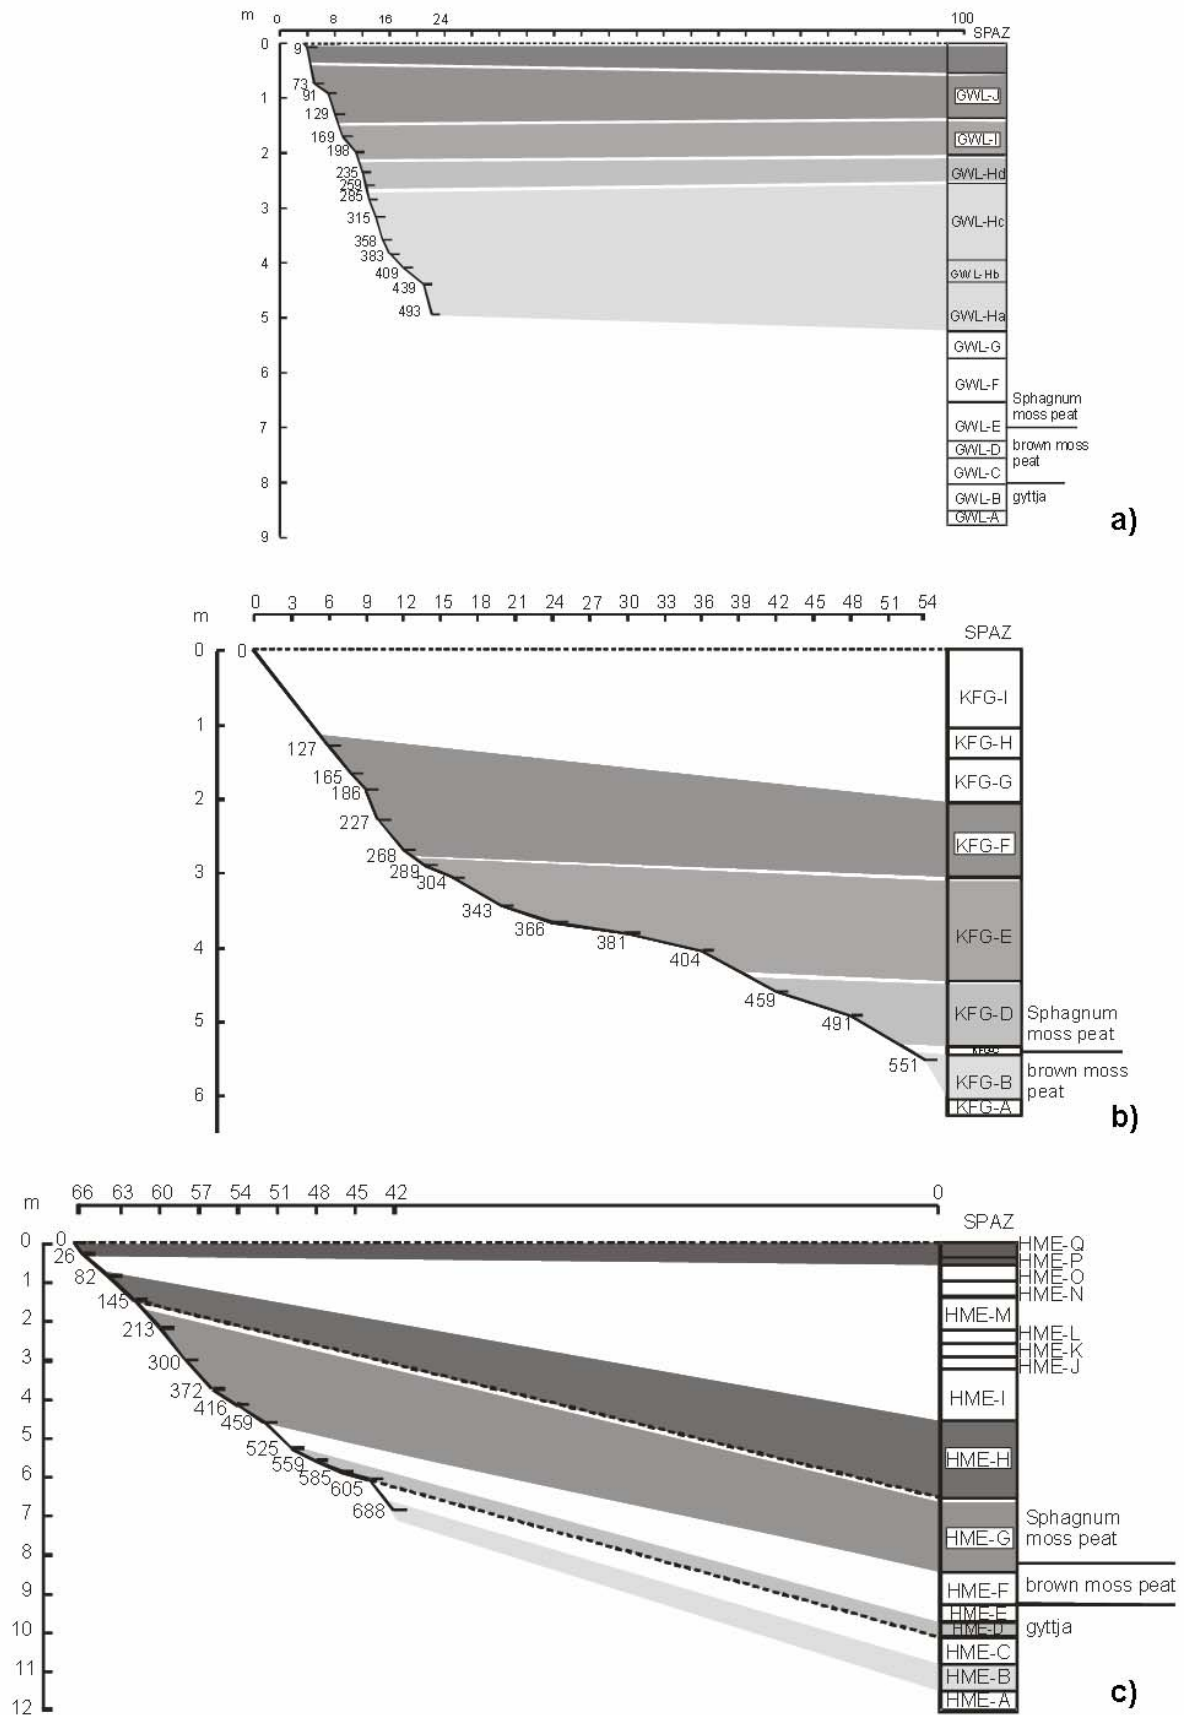 m 0 8 16 24 100
SPAZ
0
9
73
1
91
GWL-J
129
169
GWL-I
2
198
235
GWL-Hd
259
285
3
315
GWL-Hc
358
383
4
409
GWL-Hb
439
493
5
GWL-Ha
GWL-G
6
GWL-F
Sphagnum
moss peat
7
GWL-E
GWL-D
brown moss
peat
GWL-C
8
GWL-B
gyttja
GWL-A
9
a)
m 0 3 6 9 12 15 18 21 24 27 30 33 36 39 42 45 48 51 54
SPAZ
0 0
KFG-I
1
127
KFG-H
165
KFG-G
186
2
227
268
KFG-F
289
3
304
343
366
KFG-E
381
4
404
459
491
5
KFG-D
Sphagnum
moss peat
KFG-C
551
KFG-B
brown moss
peat
6
KFG-A
b)
m 66 63 60 57 54 51 48 45 42 0
SPAZ
0 0
HME-Q
26
HME-P
82
HME-O
1
HME-N
145
HME-M
2
213
HME-L
HME-K
3
300
HME-J
372
HME-I
4
416
459
5
525
HME-H
559
585
6
605
688
7
HME-G
Sphagnum
moss peat
8
HME-F
brown moss peat
9
HME-E
HME-D
gyttja
10
HME-C
11
HME-B
HME-A
12
c)